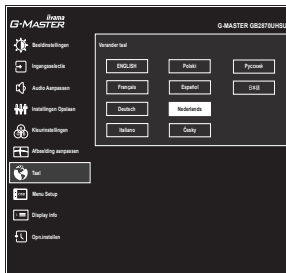 iiyama
G-MASTER
G-MASTER GB2870UHSU
Beeldinstellingen
Verander taal
Ingangsselectie
ENGLISH
Polski
Русский
Audio Aanpassen
Français
Español
日本語
Instellingen Opslaan
Deutsch
Nederlands
Kleurinstellingen
Italiano
Česky
Afbeelding aanpassen
Taal
OSD
Menu Setup
Display info
Opn.instellen